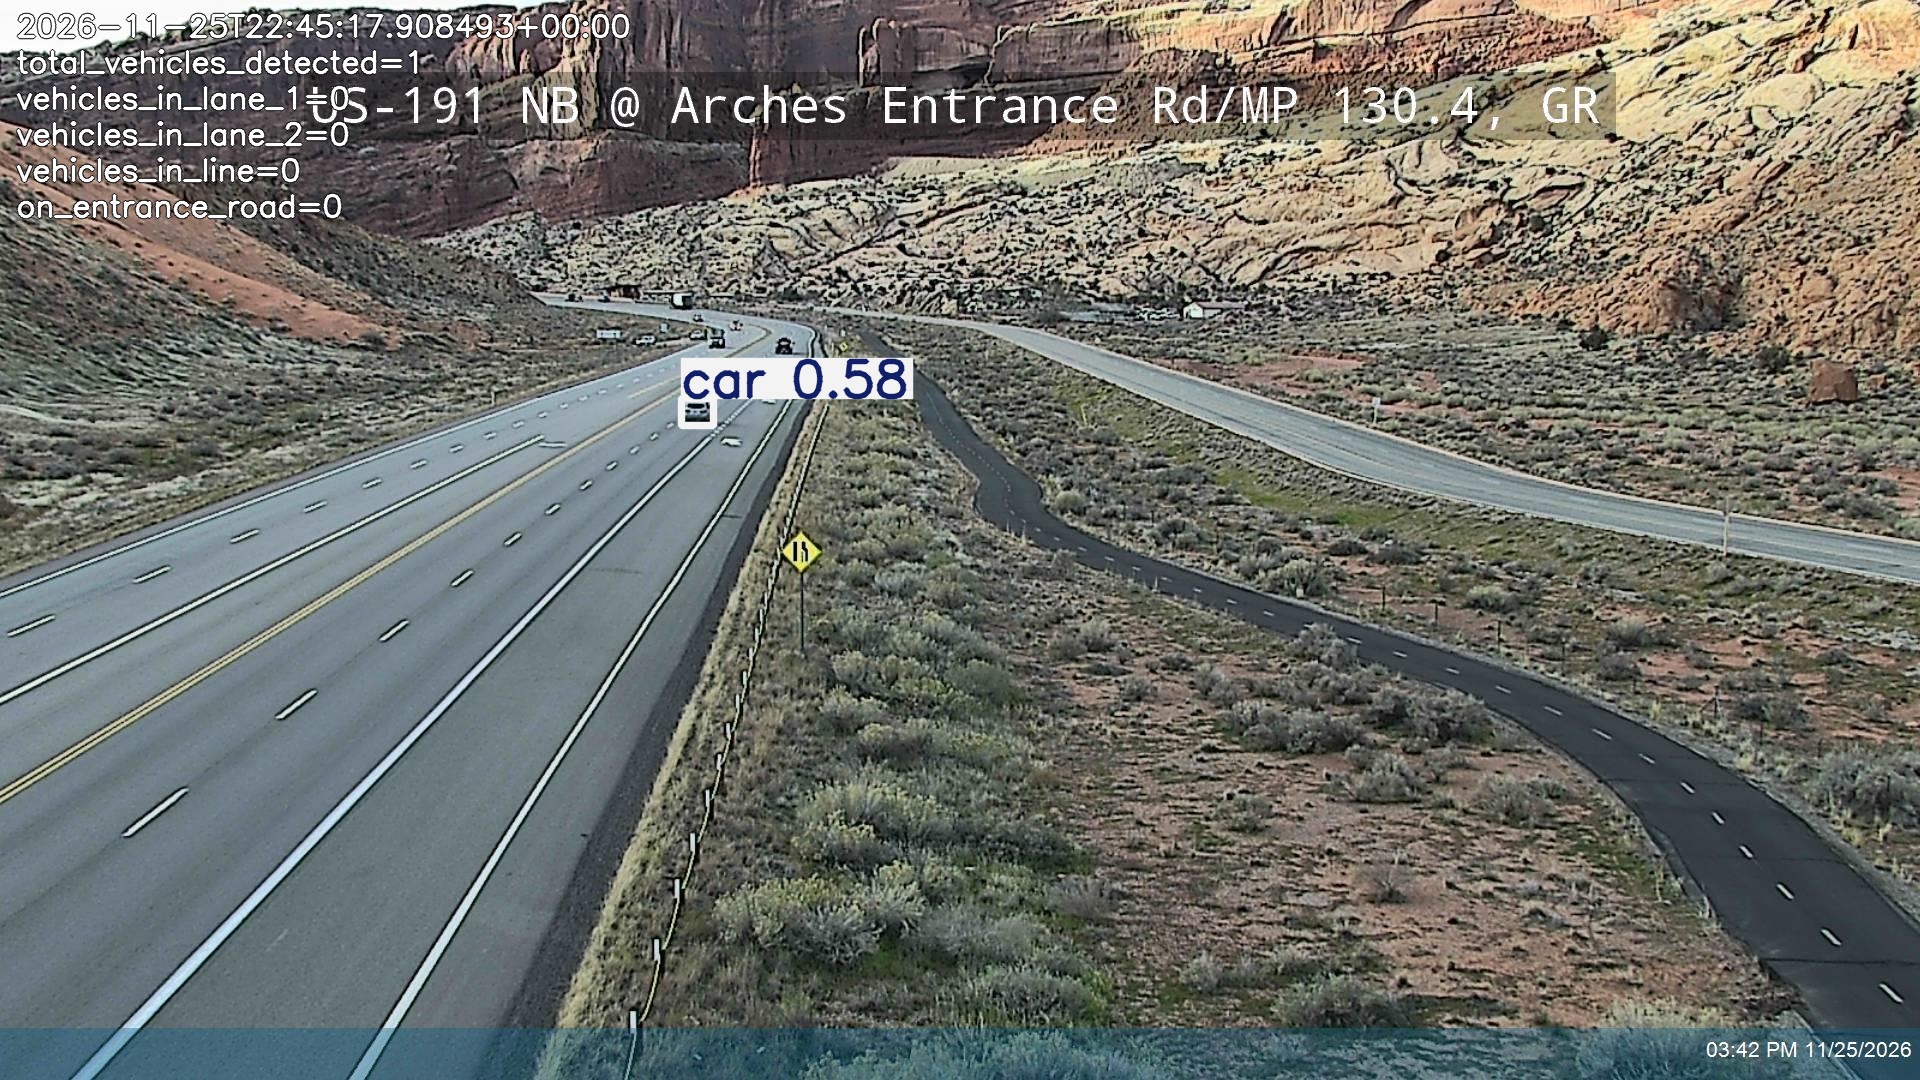 2026-11-25T22:45:17.908493+00:00
total_vehicles_detected=1
vehicles_in_lane_1=0
US-191 NB @ Arches Entrance Rd/MP 130.4, GR
vehicles_in_lane_2=0
vehicles_in_line=0
on_entrance_road=0
car 0.58
03:42 PM 11/25/2026